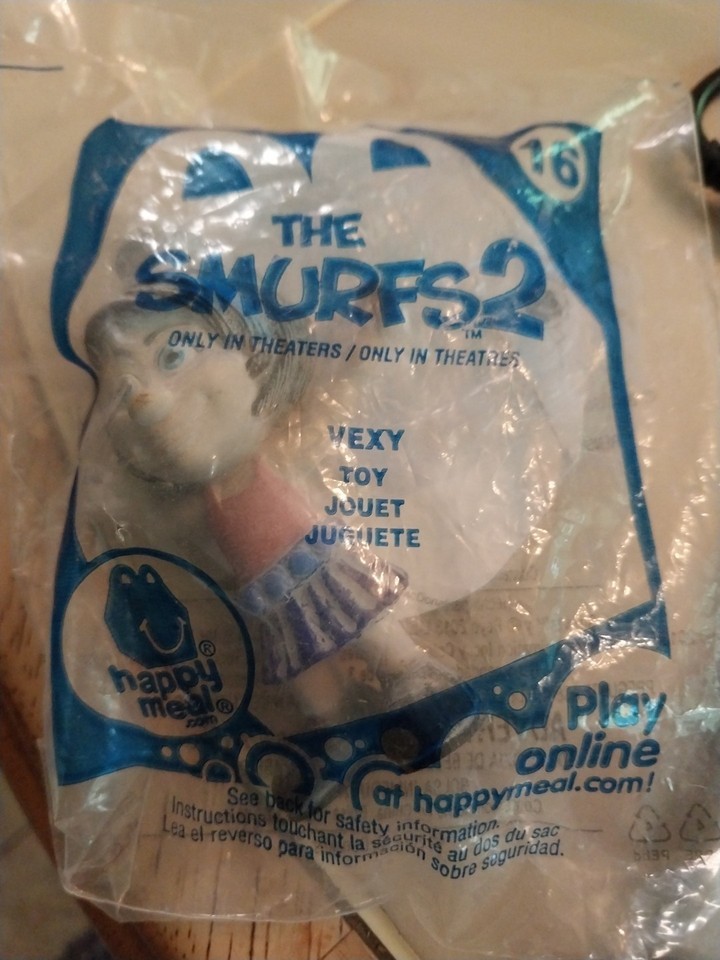 16
THE
SMURFS 2
TM
ONLY IN THEATERS / ONLY IN THEATRES
VEXY
TOY
JOUET
JUGUETE
happy
meal
.com
®
®
Play
online
at happymeal.com!
See back for safety information.
Instructions touchant la sécurité au dos du sac
Lea el reverso para información sobre seguridad.